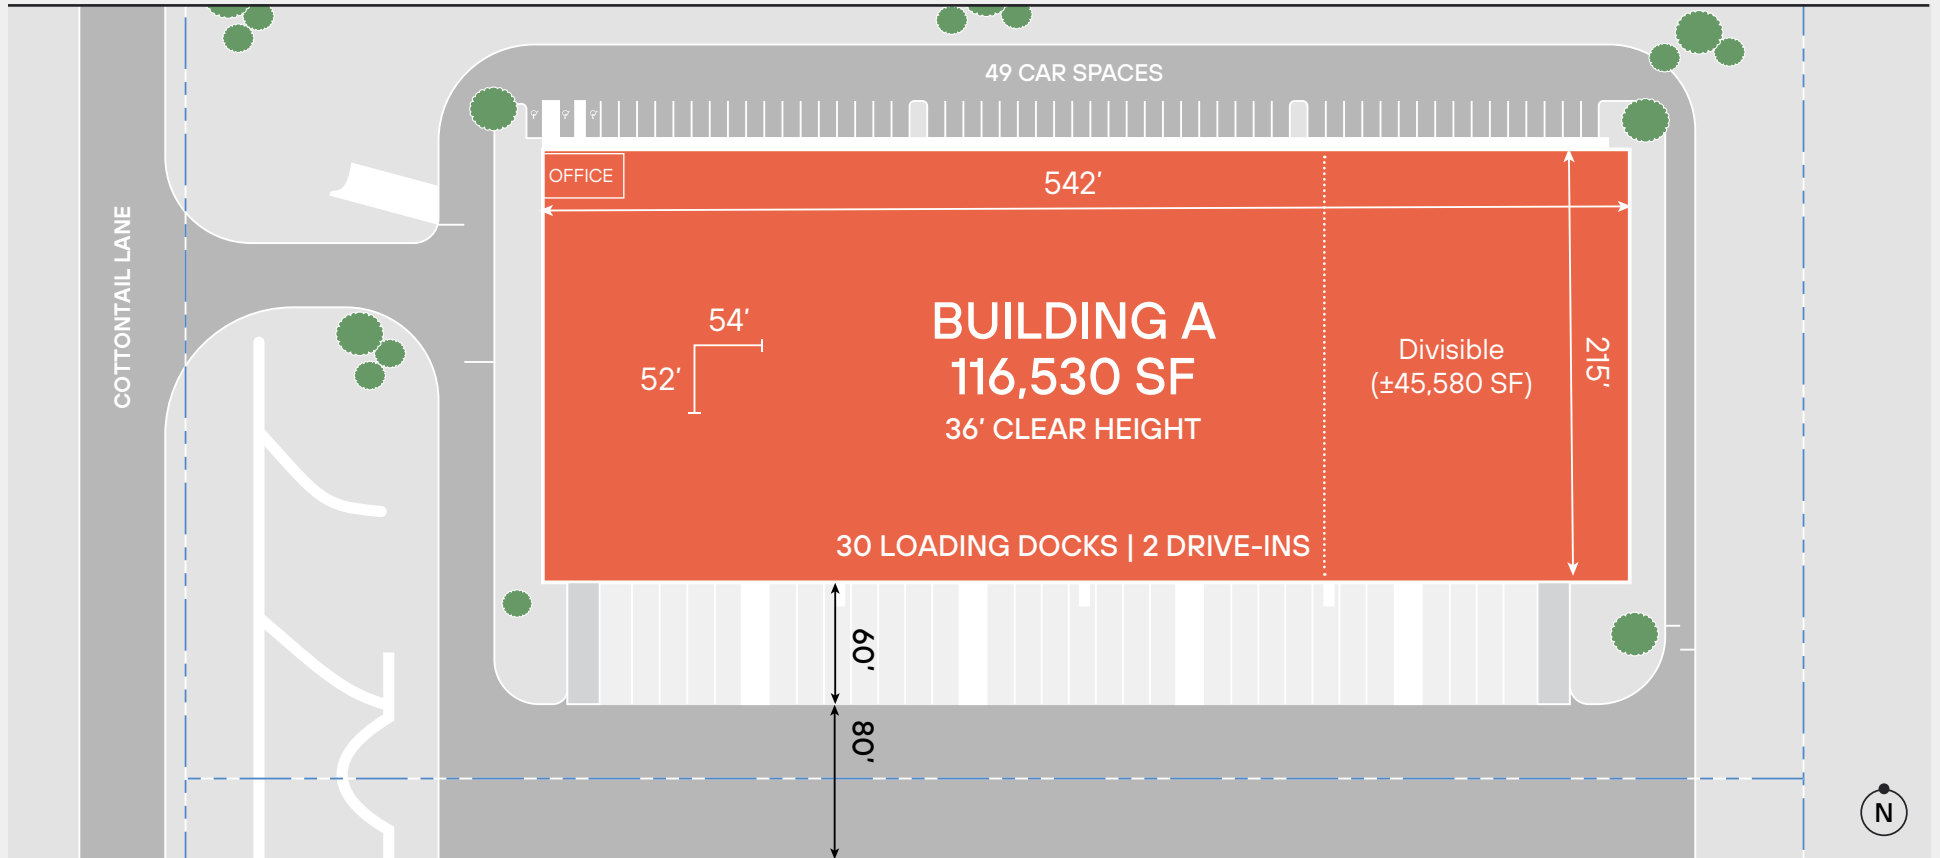 49 CAR SPACES
OFFICE
542′
COTTONTAIL LANE
54′
52′
BUILDING A
116,530 SF
36′ CLEAR HEIGHT
Divisible
(±45,580 SF)
215′
30 LOADING DOCKS | 2 DRIVE-INS
60′
80′
N